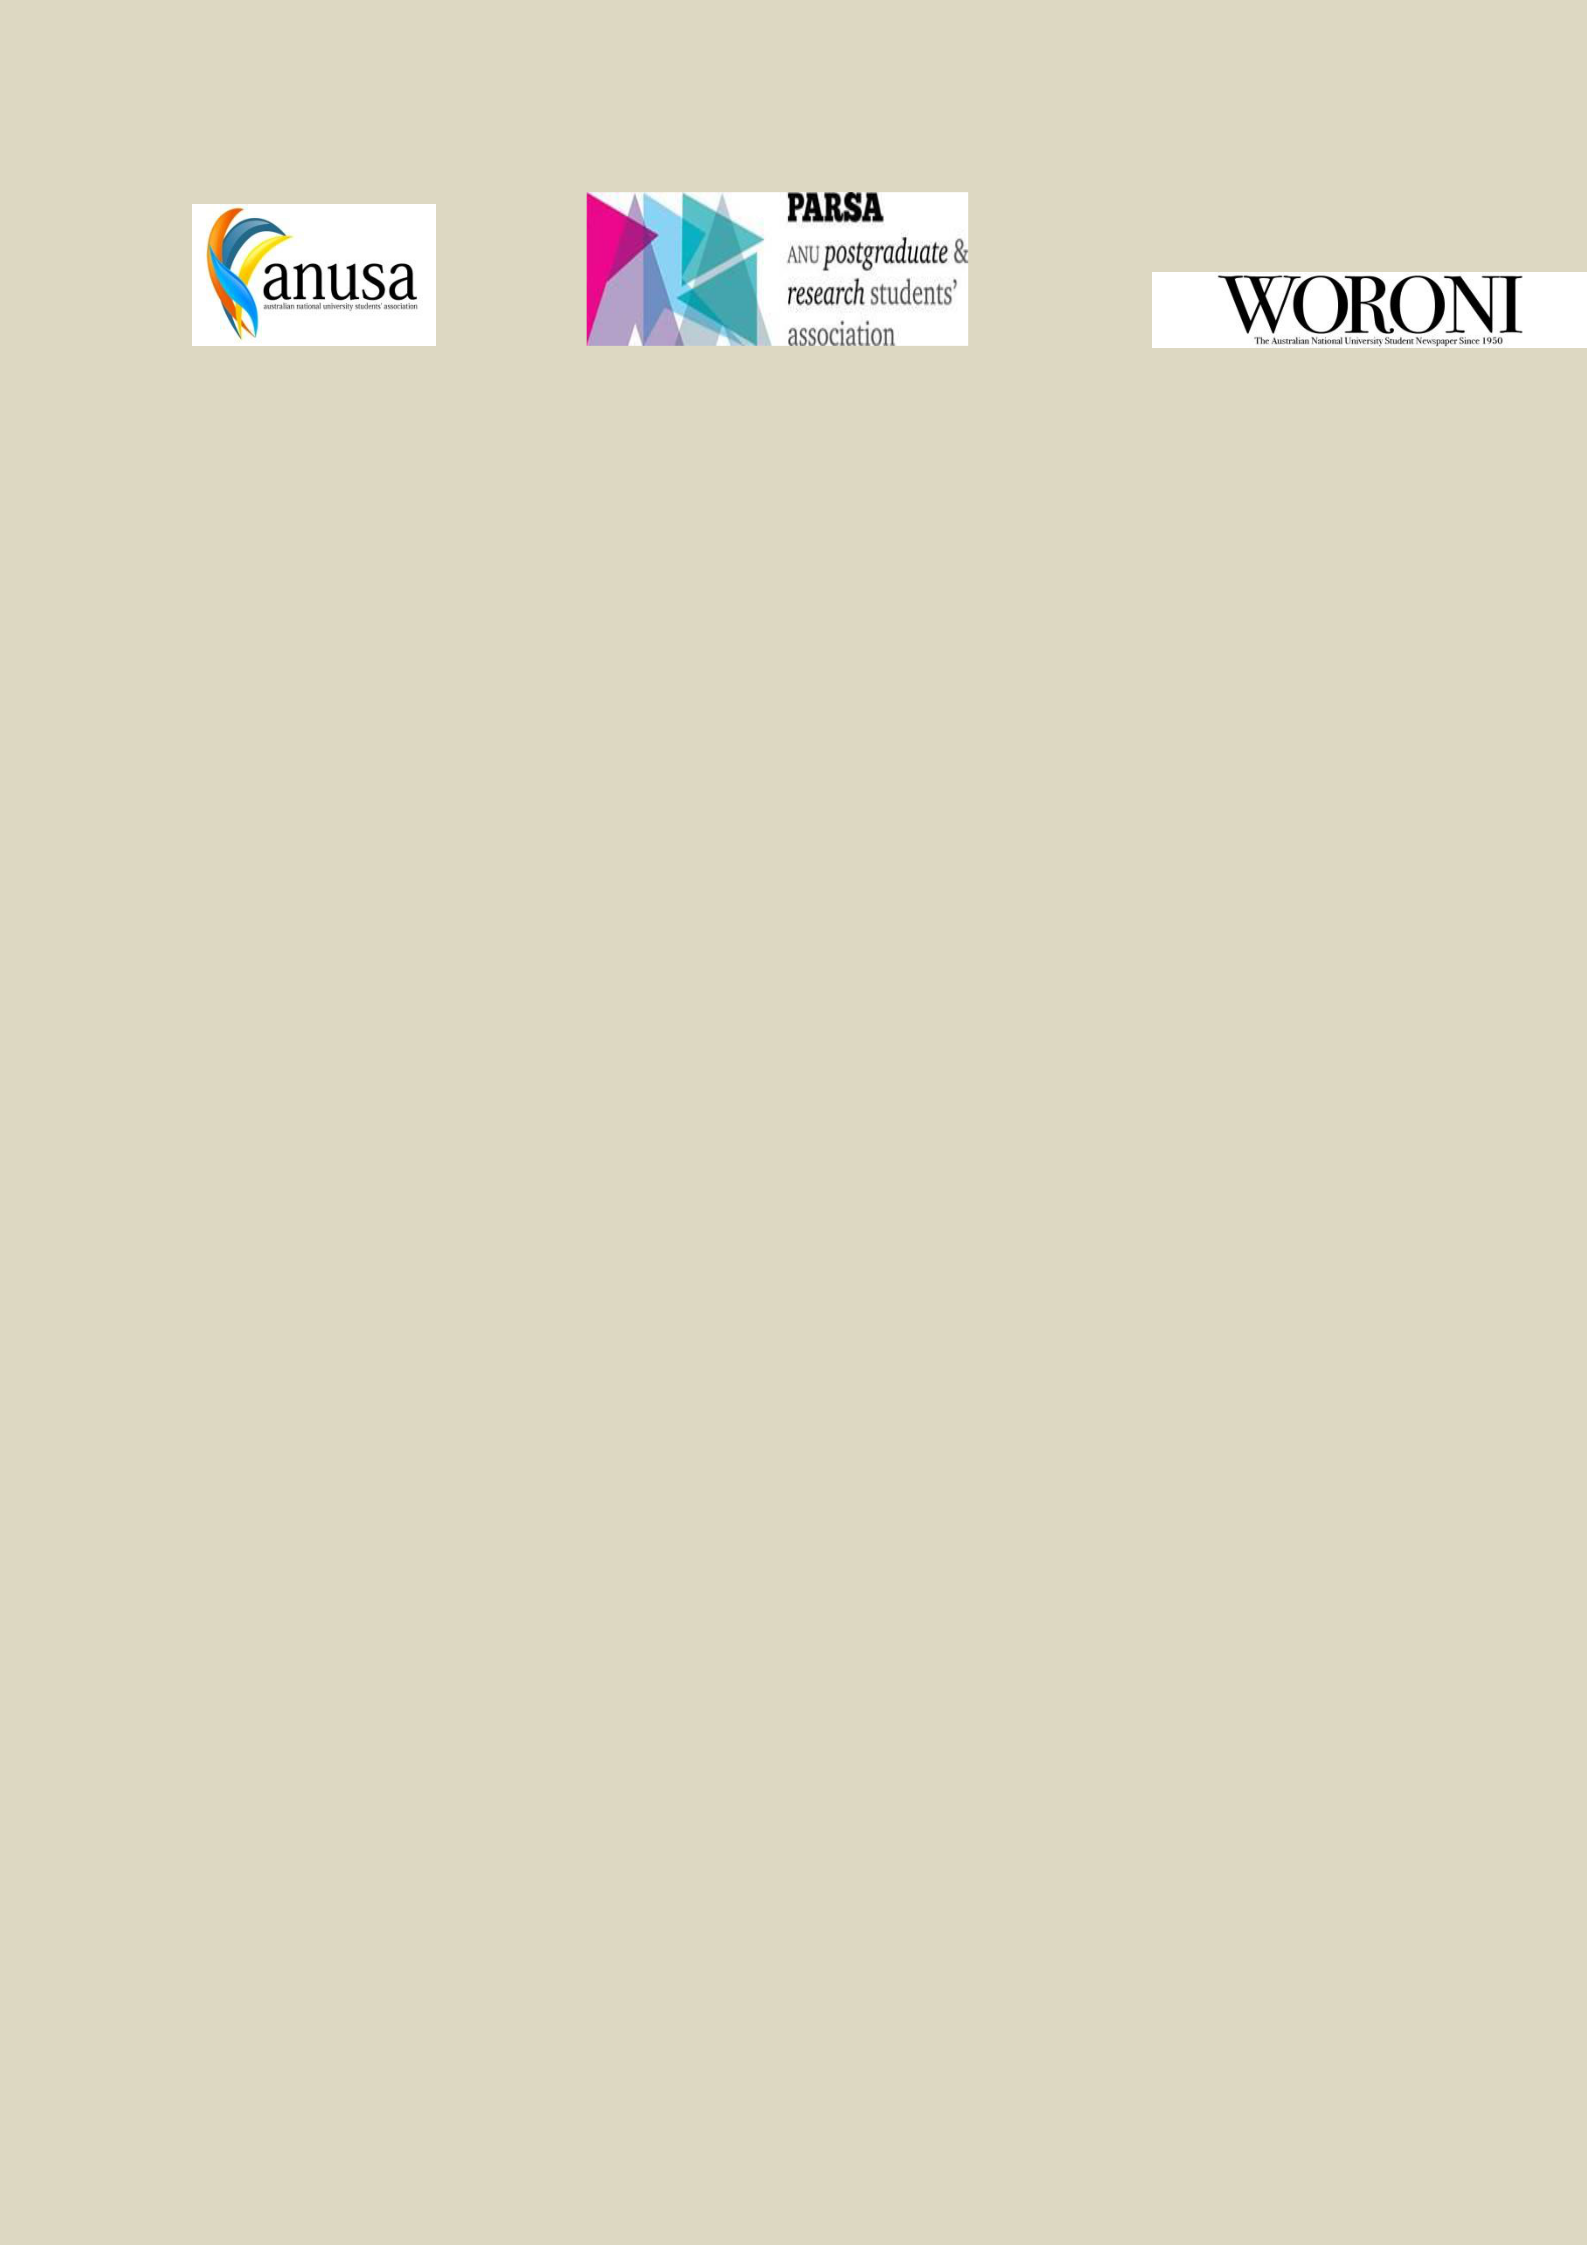 anusa
australian national university students' association
PARSA
ANU postgraduate &
research students'
association
WORONI
The Australian National University Student Newspaper Since 1950